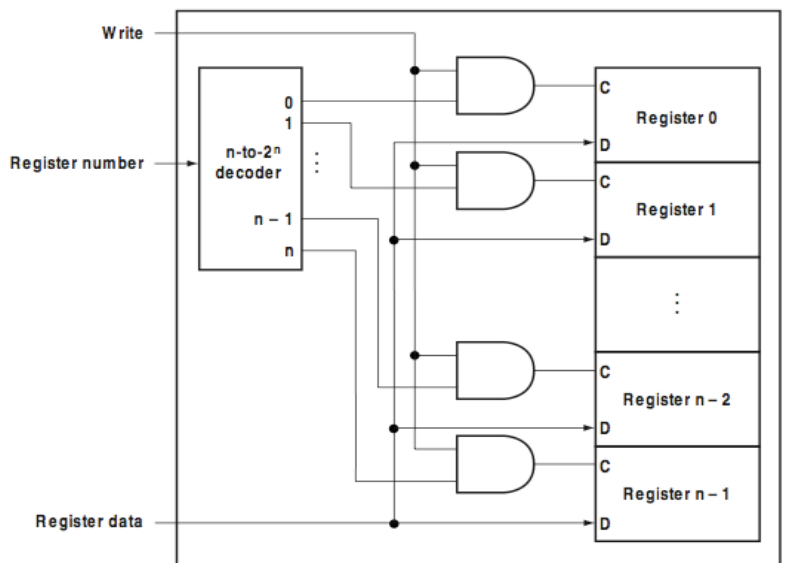 Write
C
0
Register 0
1
n-to-2ⁿ
decoder
⋮
D
Register number
C
Register 1
n – 1
D
n
⋮
C
Register n – 2
D
C
Register n – 1
Register data
D